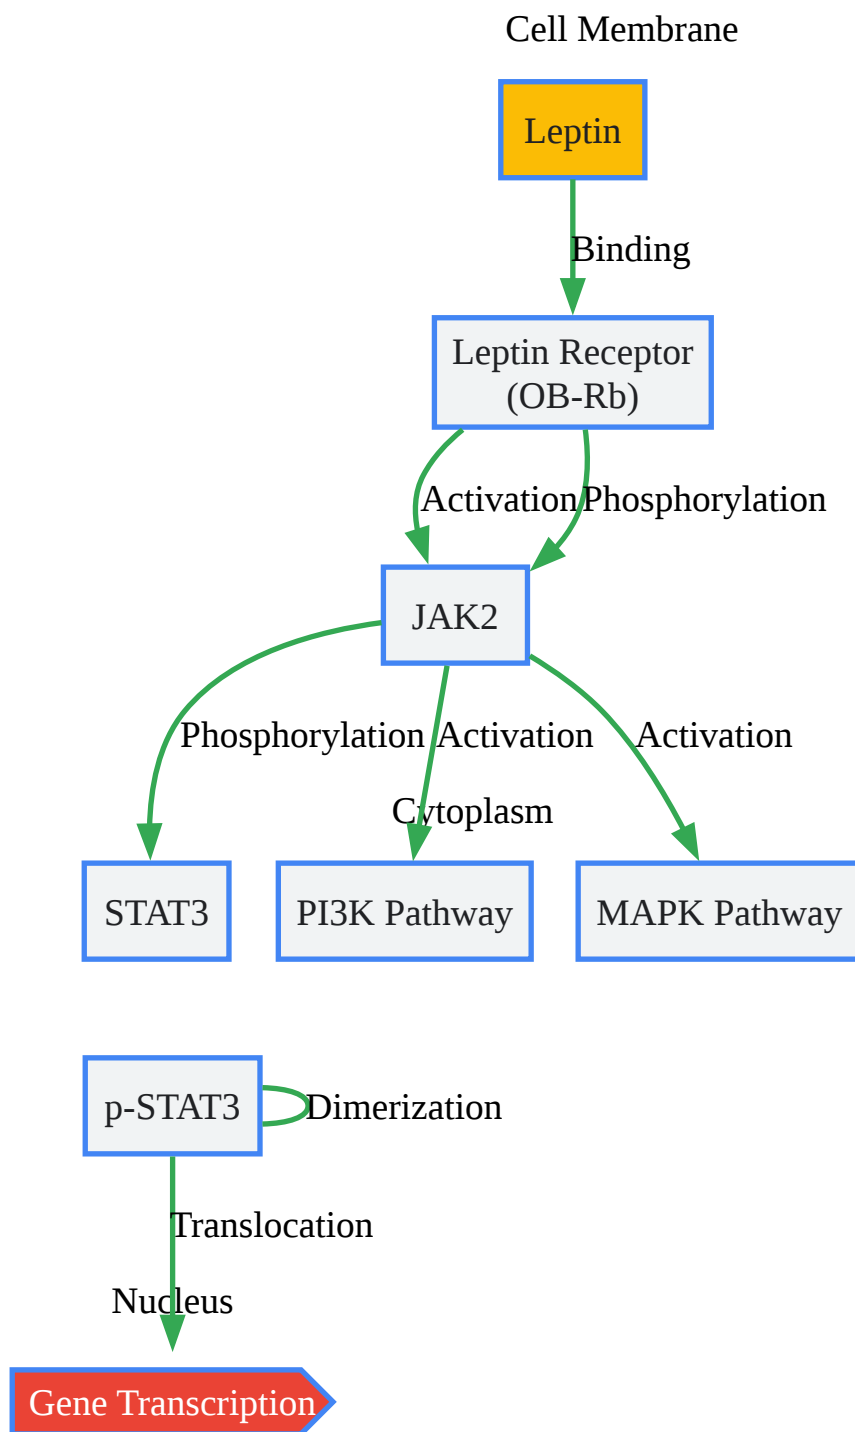 Cell Membrane
Leptin
Binding
Leptin Receptor
(OB-Rb)
Activation
Phosphorylation
JAK2
Phosphorylation
Activation
Activation
Cytoplasm
STAT3
PI3K Pathway
MAPK Pathway
p-STAT3
Dimerization
Translocation
Nucleus
Gene Transcription